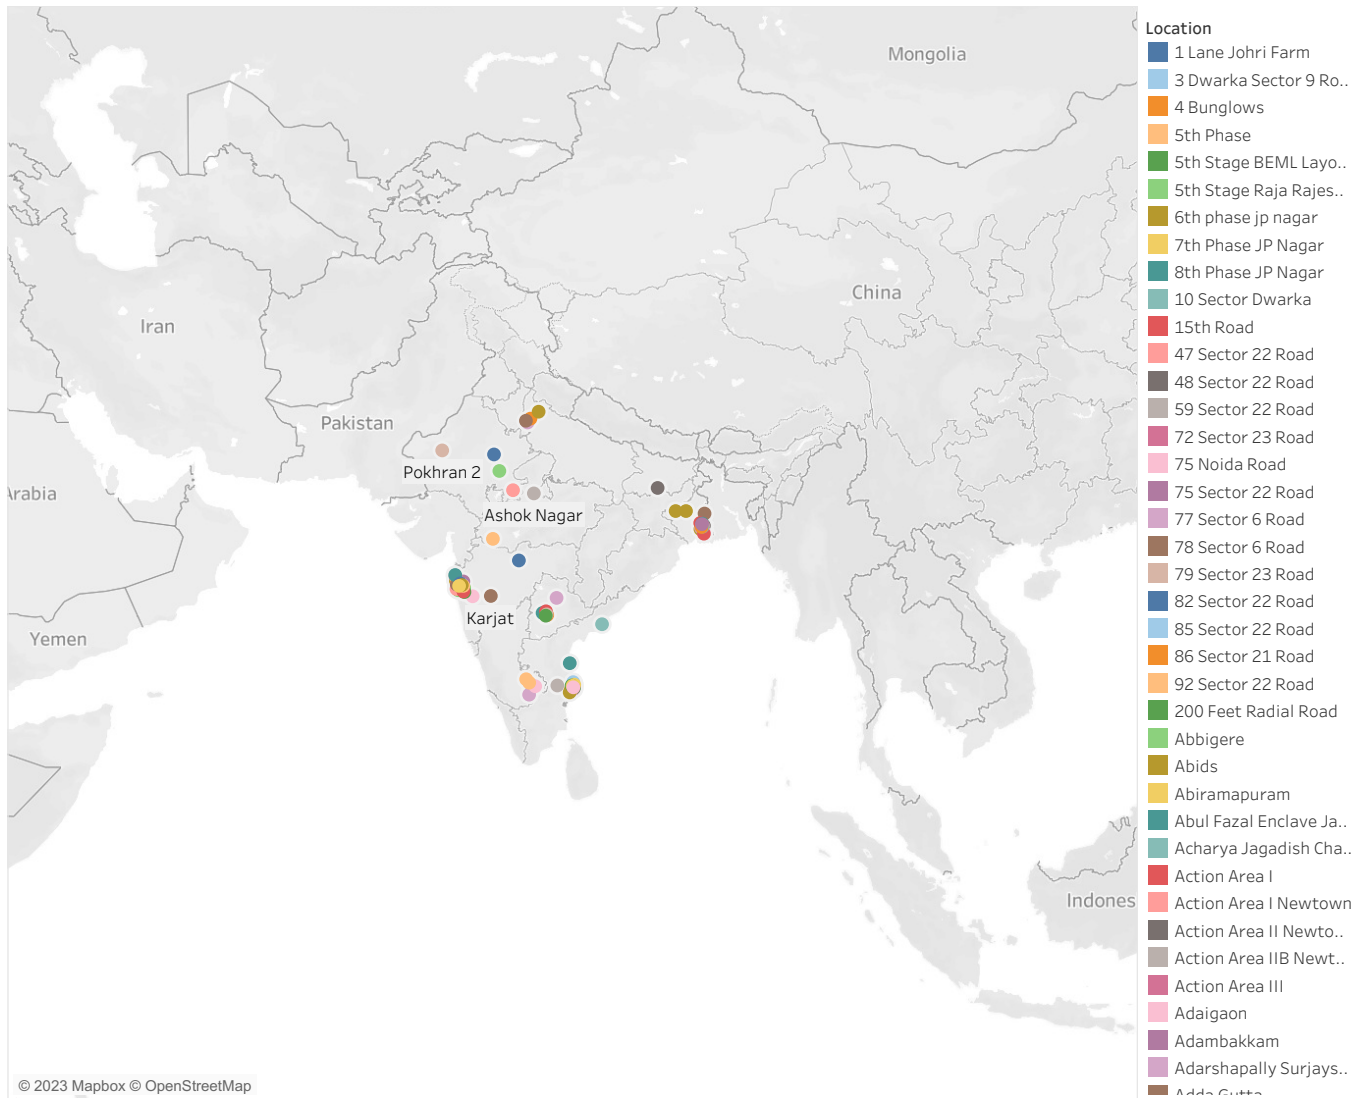 Mongolia
China
Iran
Pakistan
Pokhran 2
Arabia
Ashok Nagar
Karjat
Yemen
Indones
© 2023 Mapbox © OpenStreetMap
Location
1 Lane Johri Farm
3 Dwarka Sector 9 Ro..
4 Bunglows
5th Phase
5th Stage BEML Layo..
5th Stage Raja Rajes..
6th phase jp nagar
7th Phase JP Nagar
8th Phase JP Nagar
10 Sector Dwarka
15th Road
47 Sector 22 Road
48 Sector 22 Road
59 Sector 22 Road
72 Sector 23 Road
75 Noida Road
75 Sector 22 Road
77 Sector 6 Road
78 Sector 6 Road
79 Sector 23 Road
82 Sector 22 Road
85 Sector 22 Road
86 Sector 21 Road
92 Sector 22 Road
200 Feet Radial Road
Abbigere
Abids
Abiramapuram
Abul Fazal Enclave Ja..
Acharya Jagadish Cha..
Action Area I
Action Area I Newtown
Action Area II Newto..
Action Area IIB Newt..
Action Area III
Adaigaon
Adambakkam
Adarshapally Surjays..
Adda Gutta